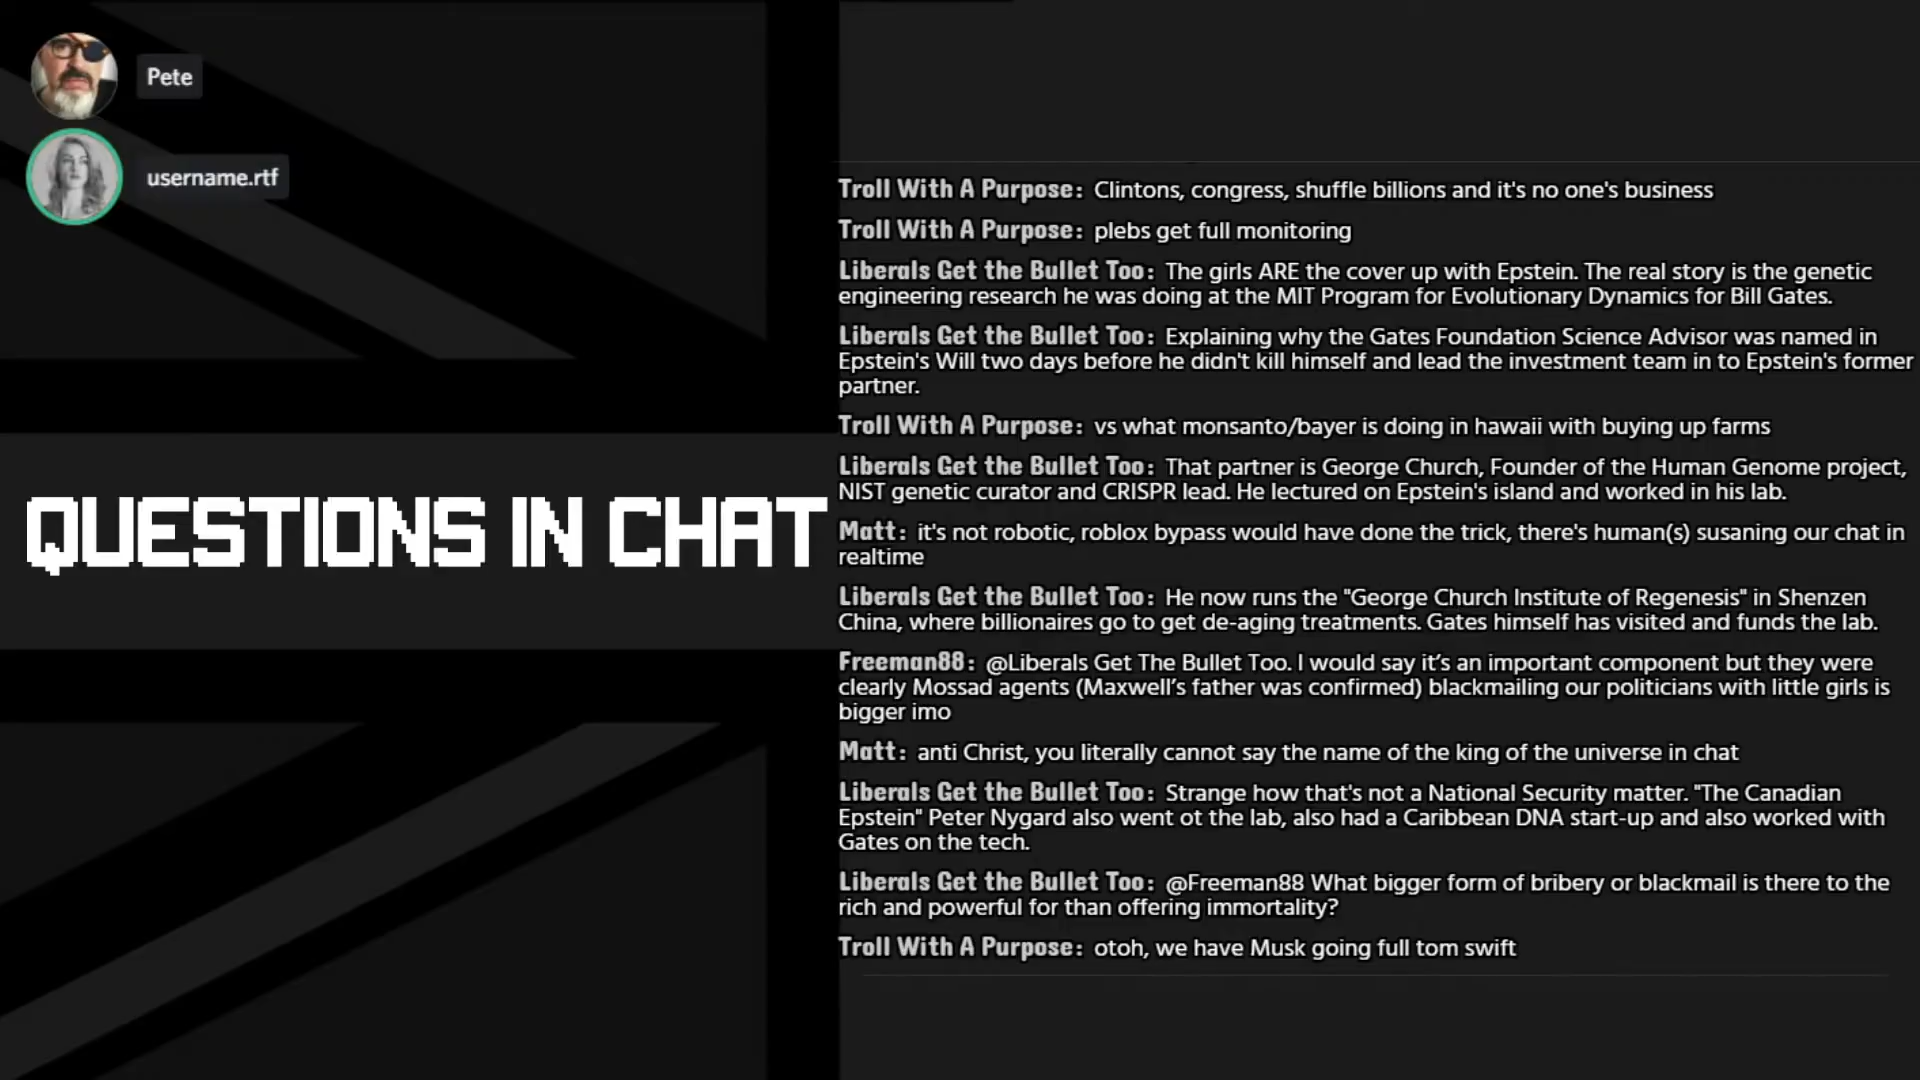 Pete
username.rtf
QUESTIONS IN CHAT
Troll With A Purpose: Clintons, congress, shuffle billions and it's no one's business
Troll With A Purpose: plebs get full monitoring
Liberals Get the Bullet Too: The girls ARE the cover up with Epstein. The real story is the genetic
engineering research he was doing at the MIT Program for Evolutionary Dynamics for Bill Gates.
Liberals Get the Bullet Too: Explaining why the Gates Foundation Science Advisor was named in
Epstein's Will two days before he didn't kill himself and lead the investment team in to Epstein's former
partner.
Troll With A Purpose: vs what monsanto/bayer is doing in hawaii with buying up farms
Liberals Get the Bullet Too: That partner is George Church, Founder of the Human Genome project,
NIST genetic curator and CRISPR lead. He lectured on Epstein's island and worked in his lab.
Matt: it's not robotic, roblox bypass would have done the trick, there's human(s) susaning our chat in
realtime
Liberals Get the Bullet Too: He now runs the "George Church Institute of Regenesis" in Shenzen
China, where billionaires go to get de-aging treatments. Gates himself has visited and funds the lab.
Freeman88: @Liberals Get The Bullet Too. I would say it’s an important component but they were
clearly Mossad agents (Maxwell’s father was confirmed) blackmailing our politicians with little girls is
bigger imo
Matt: anti Christ, you literally cannot say the name of the king of the universe in chat
Liberals Get the Bullet Too: Strange how that's not a National Security matter. "The Canadian
Epstein" Peter Nygard also went ot the lab, also had a Caribbean DNA start-up and also worked with
Gates on the tech.
Liberals Get the Bullet Too: @Freeman88 What bigger form of bribery or blackmail is there to the
rich and powerful for than offering immortality?
Troll With A Purpose: otoh, we have Musk going full tom swift